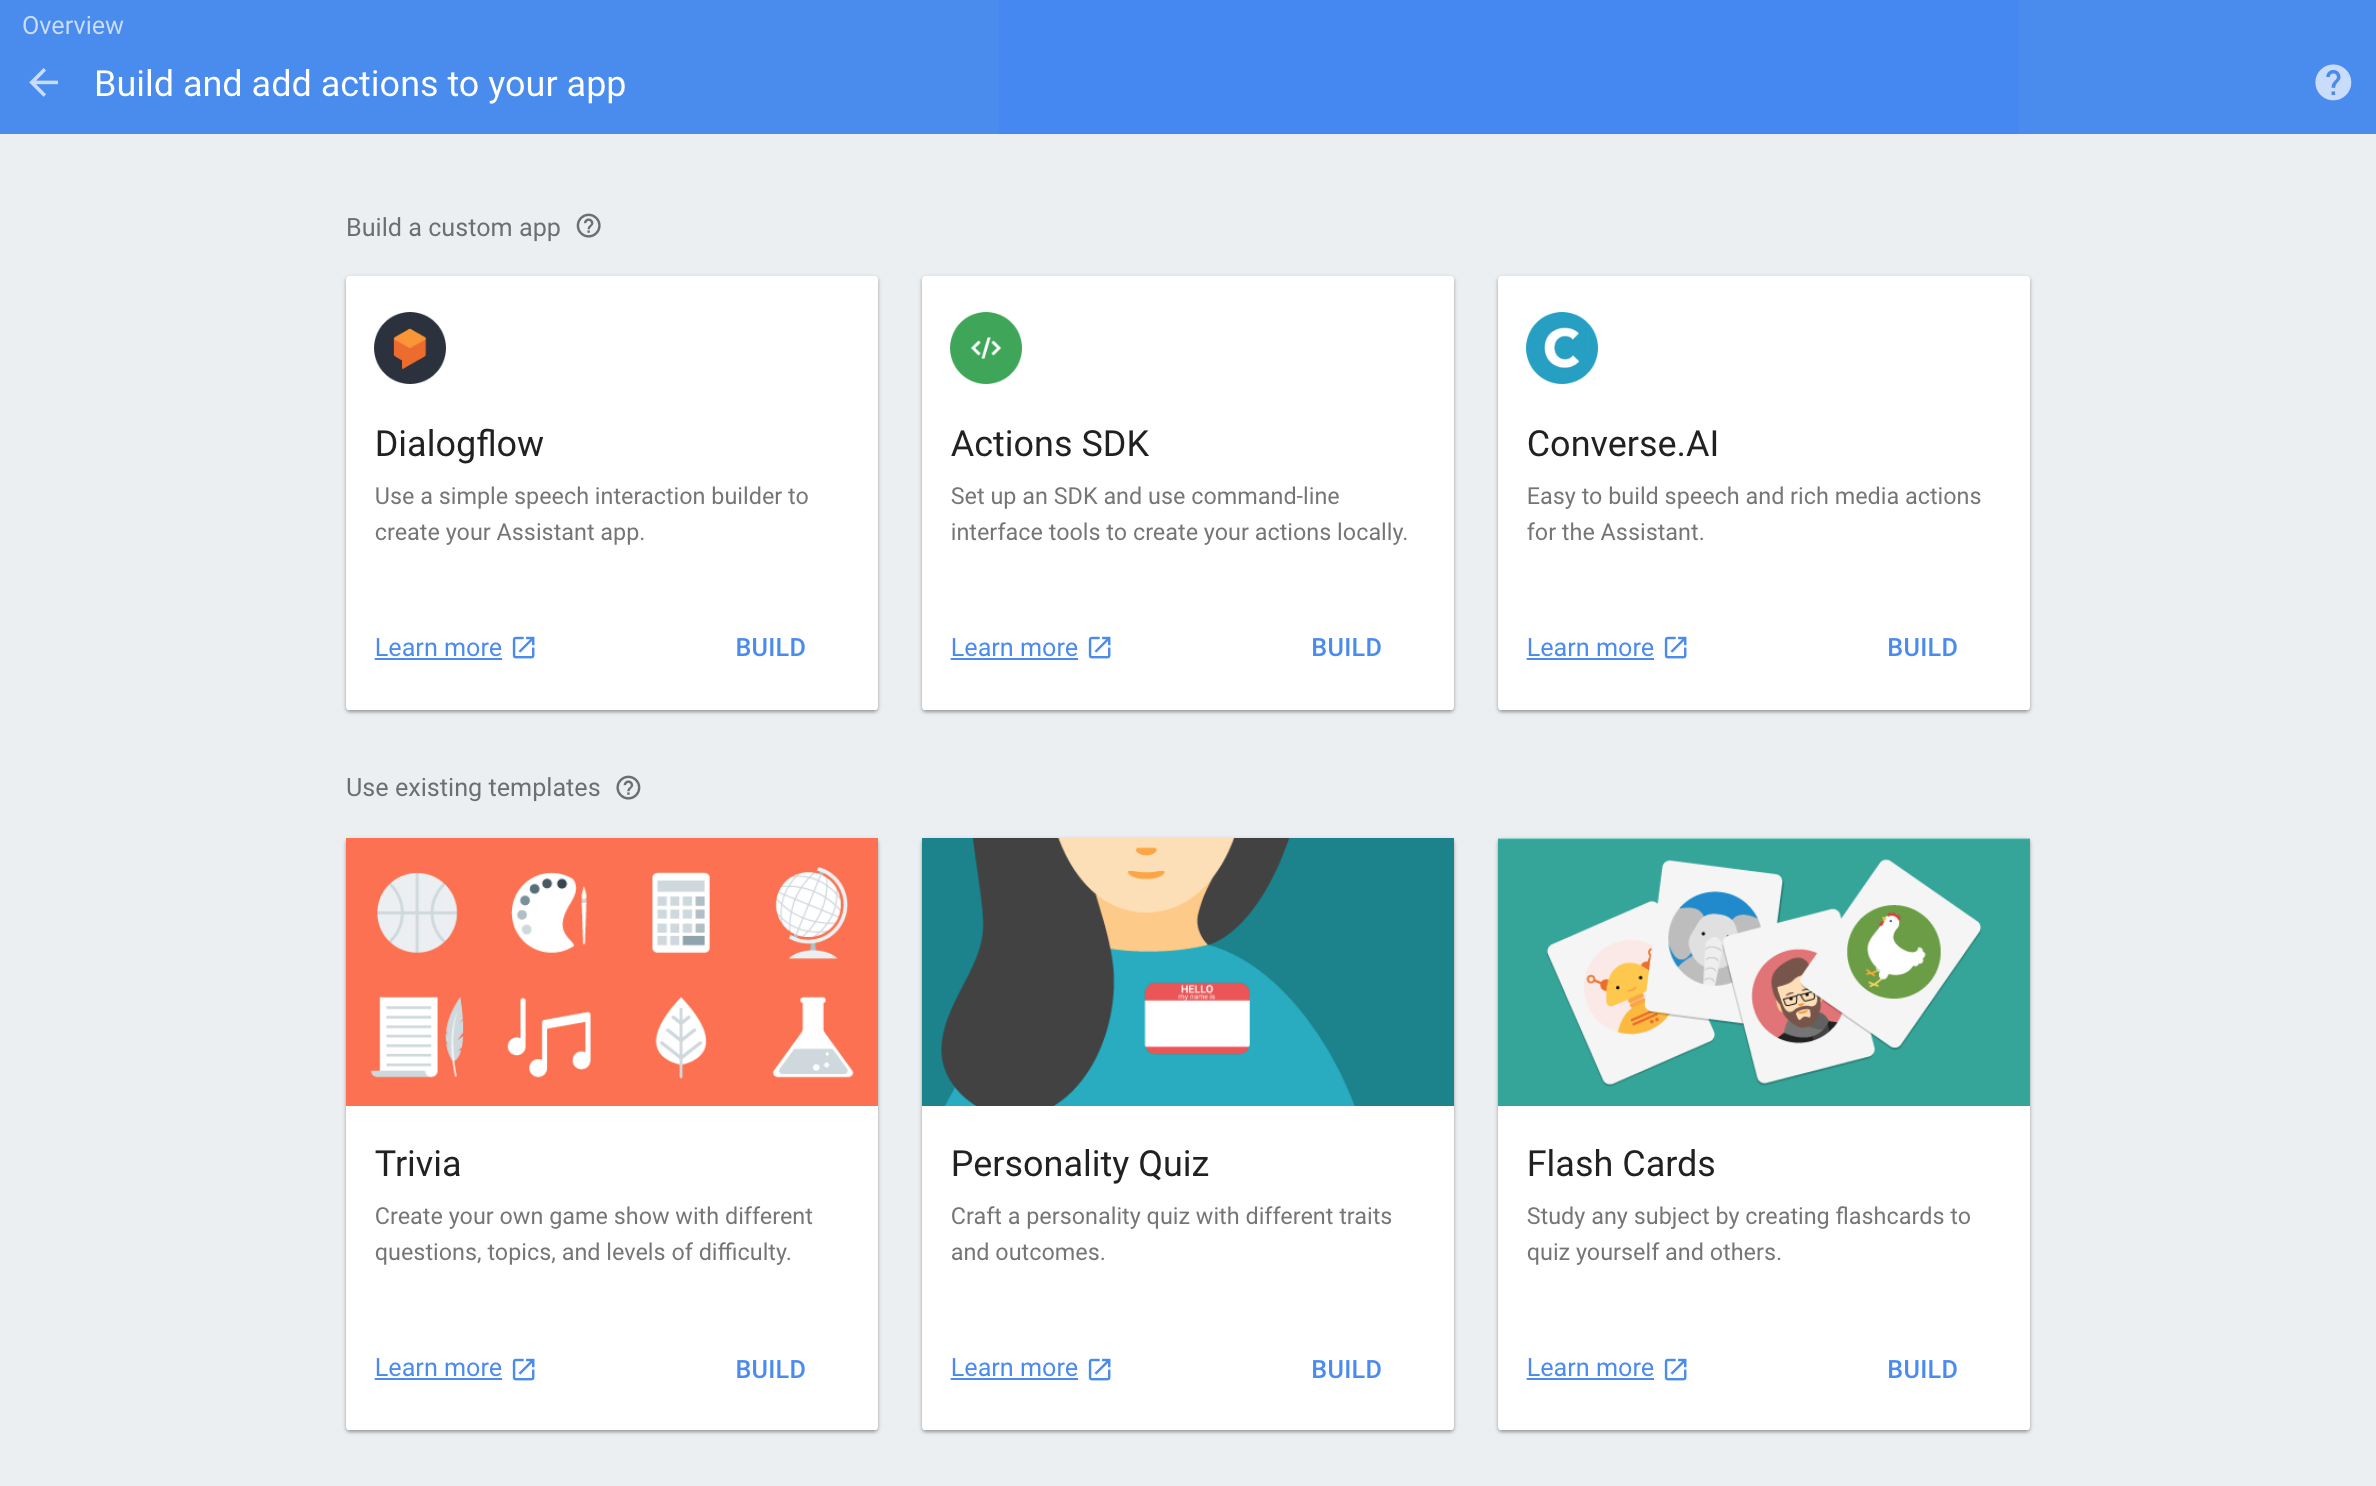 Overview
Build and add actions to your app
Build a custom app
Dialogflow
Use a simple speech interaction builder to
create your Assistant app.
Learn more
BUILD
Actions SDK
Set up an SDK and use command-line
interface tools to create your actions locally.
Learn more
BUILD
Converse.AI
Easy to build speech and rich media actions
for the Assistant.
Learn more
BUILD
Use existing templates
Trivia
Create your own game show with different
questions, topics, and levels of difficulty.
Learn more
BUILD
HELLO
my name is
Personality Quiz
Craft a personality quiz with different traits
and outcomes.
Learn more
BUILD
Flash Cards
Study any subject by creating flashcards to
quiz yourself and others.
Learn more
BUILD